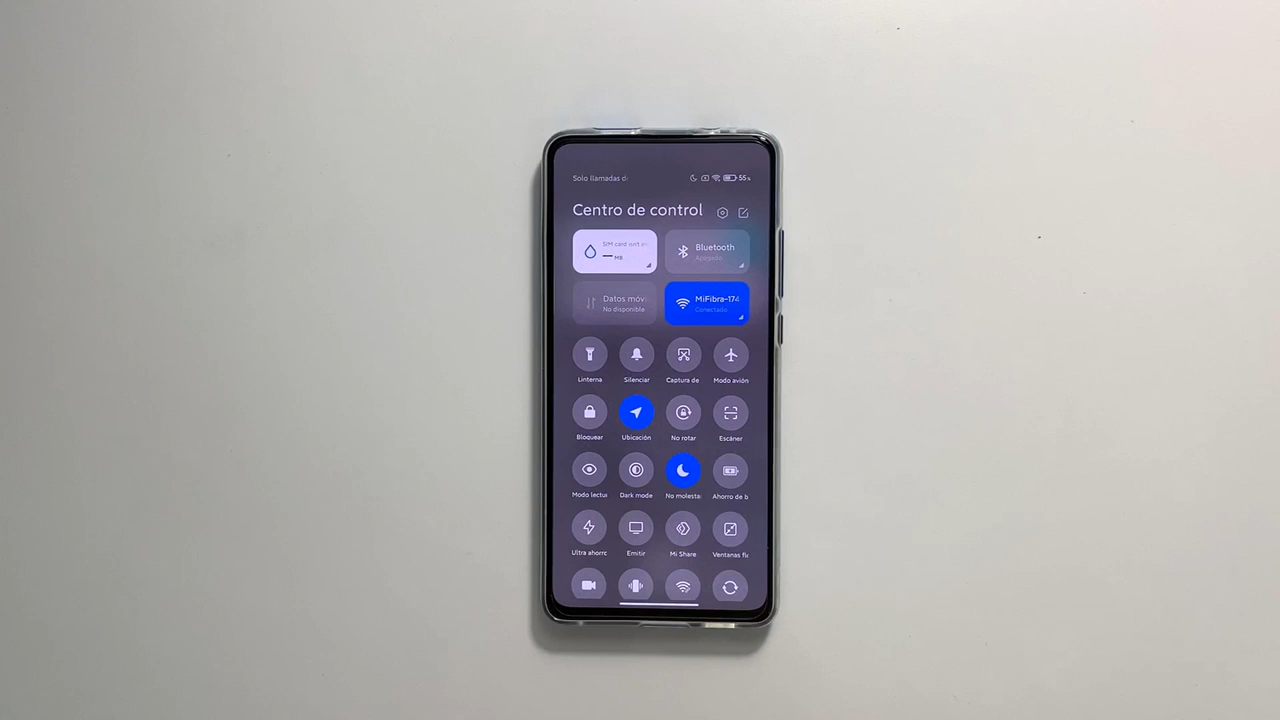 Solo llamadas d
55%
Centro de control
SIM card isn't in
— MB
Bluetooth
Apagado
Datos móvi
No disponible
MiFibra-174
Conectado
Linterna
Silenciar
Captura de
Modo avión
Bloquear
Ubicación
No rotar
Escáner
Modo lectur
Dark mode
No molestar
Ahorro de b
Ultra ahorro
Emitir
Mi Share
Ventanas fl